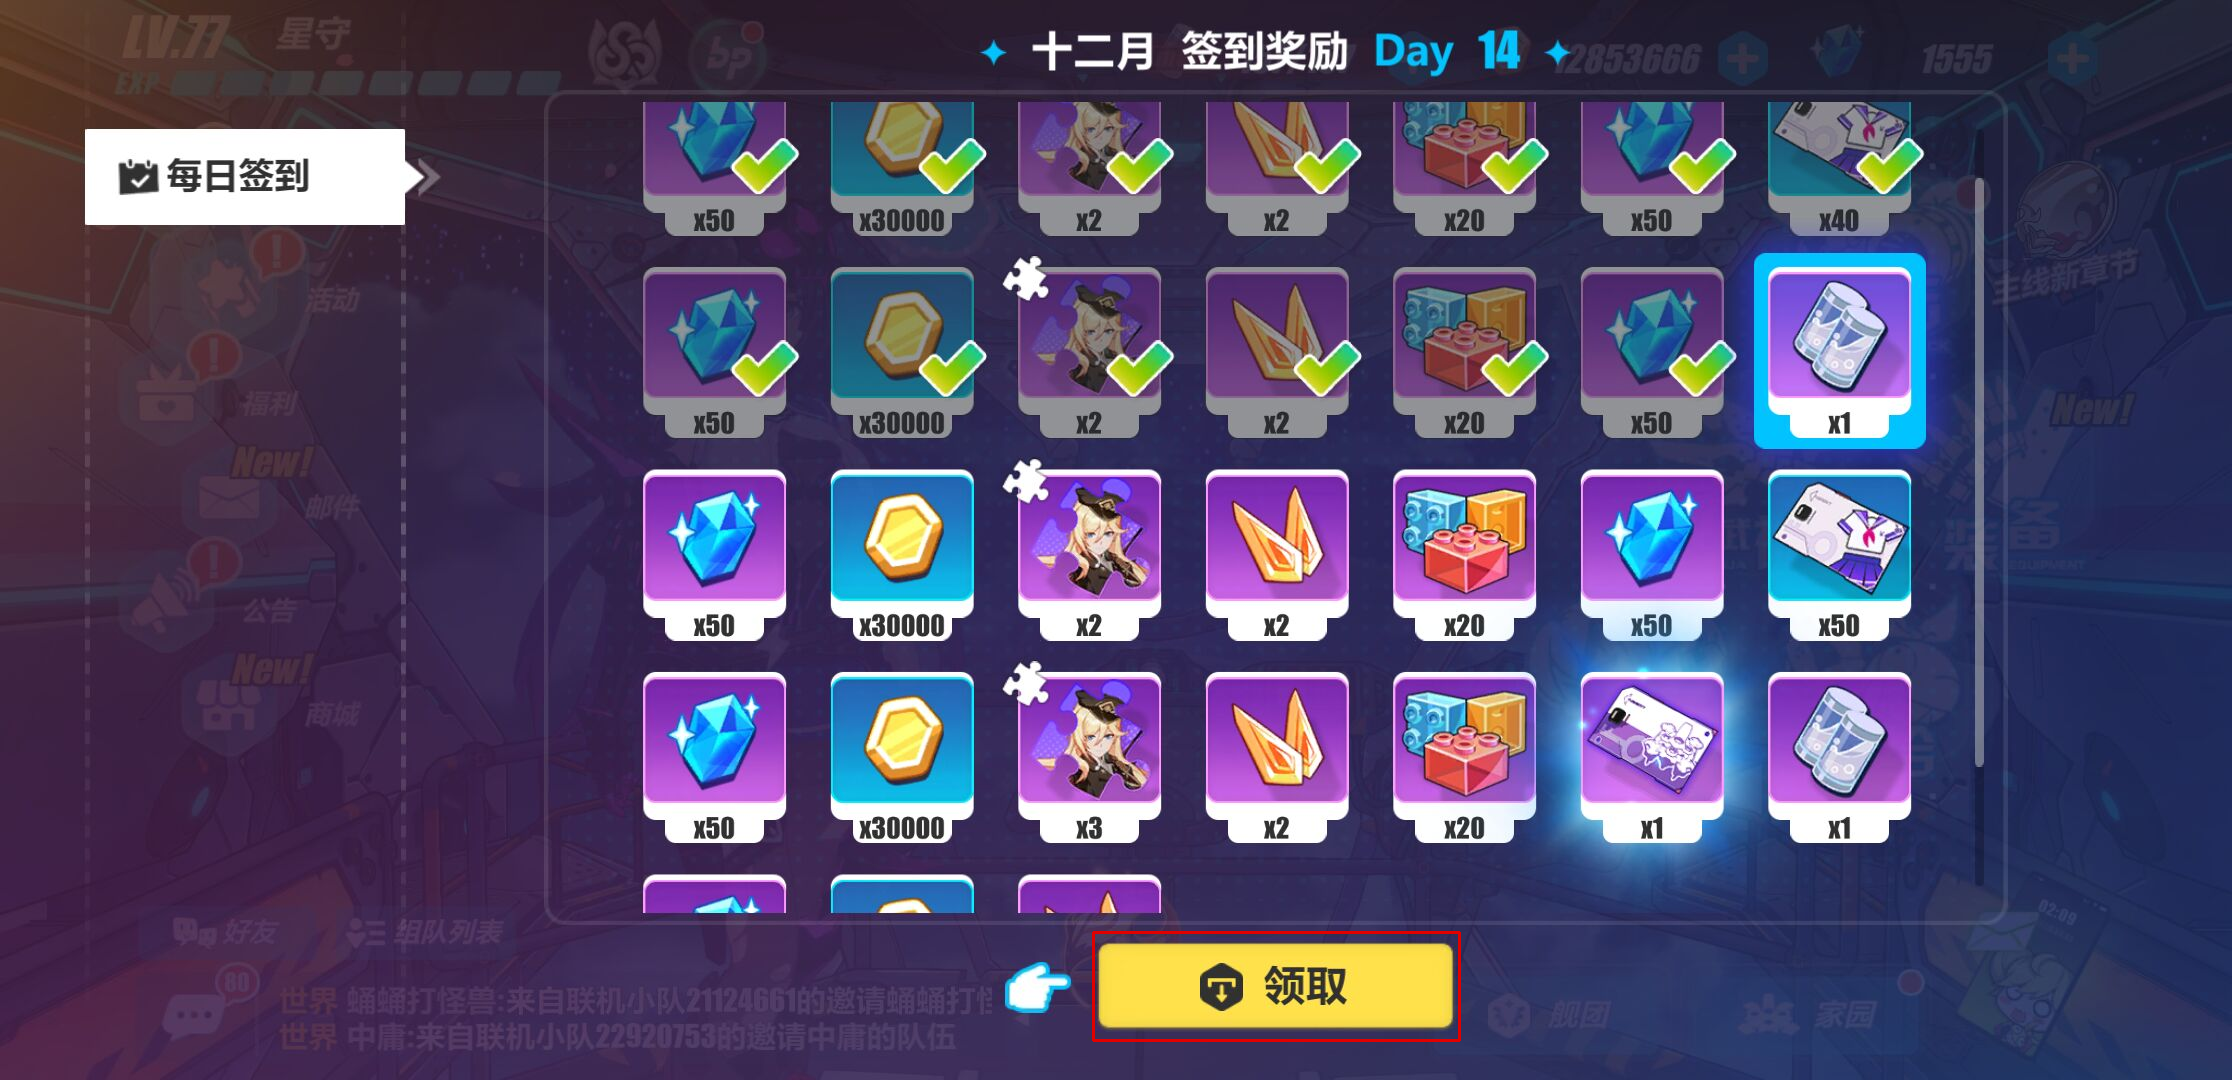 LV.77 星守
EXP
bp
十二月 签到奖励 Day 14
12853666
1555
每日签到
x50 x30000 x2 x2 x20 x50 x40
主线新章节
活动
x50 x30000 x2 x2 x20 x50 x1
福利
New!
New!
邮件
装备
EQUIPMENT
公告
x50 x30000 x2 x2 x20 x50 x50
New!
商城
x50 x30000 x3 x2 x20 x1 x1
好友 组队列表
02:09
80
世界 蛹蛹打怪兽:来自联机小队21124661的邀请蛹蛹打怪
世界 中庸:来自联机小队22920753的邀请中庸的队伍
领取
舰团
家园